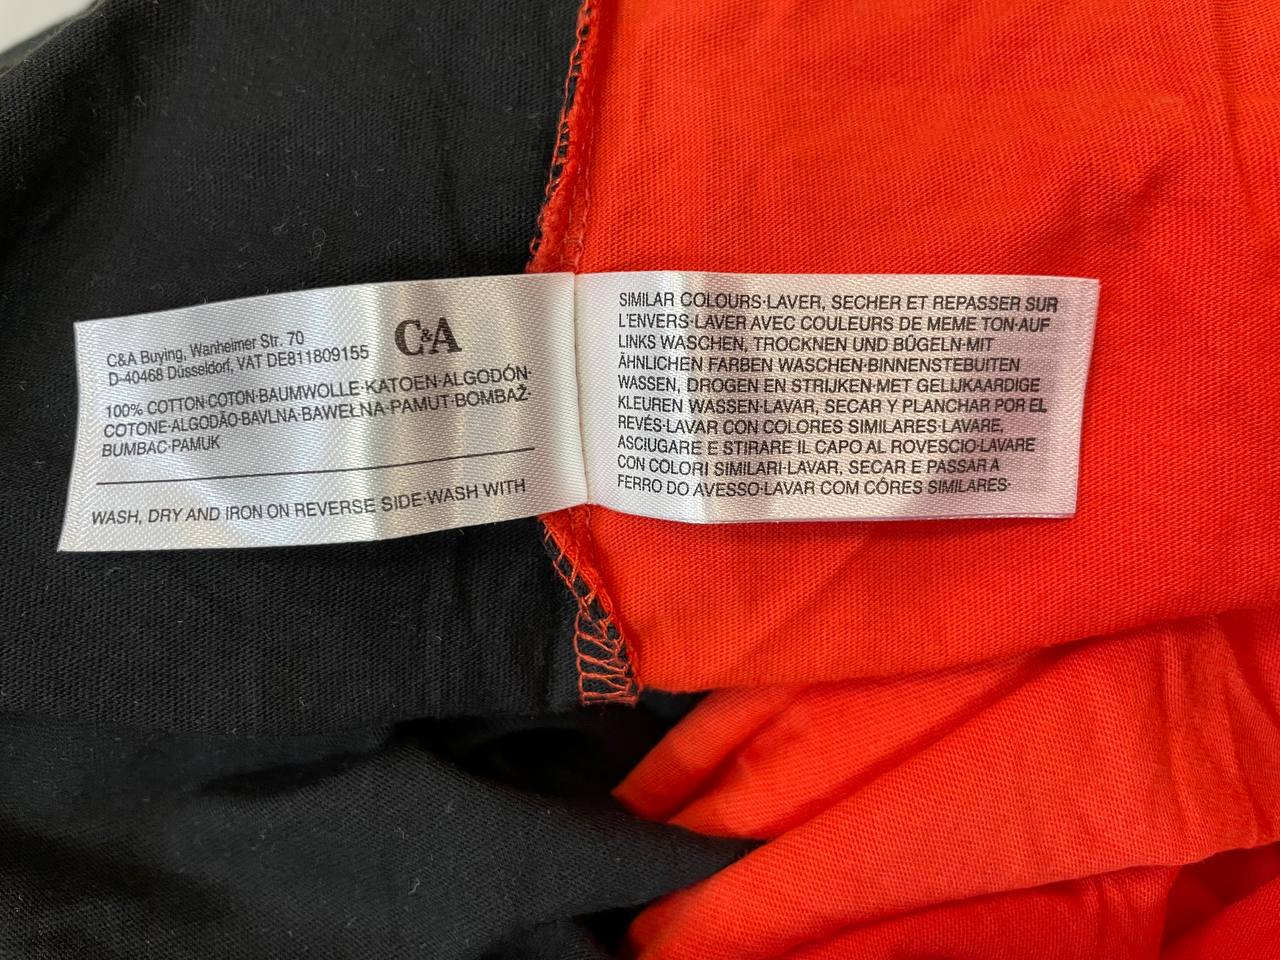 C&A Buying, Wanheimer Str. 70
D-40468 Düsseldorf, VAT DE811809155
C&A
100% COTTON·COTON·BAUMWOLLE·KATOEN·ALGODÓN·
COTONE·ALGODÃO·BAVLNA·BAWEŁNA·PAMUT·BOMBAŽ·
BUMBAC·PAMUK
WASH, DRY AND IRON ON REVERSE SIDE·WASH WITH
SIMILAR COLOURS·LAVER, SECHER ET REPASSER SUR
L'ENVERS·LAVER AVEC COULEURS DE MEME TON·AUF
LINKS WASCHEN, TROCKNEN UND BÜGELN·MIT
ÄHNLICHEN FARBEN WASCHEN·BINNENSTEBUITEN
WASSEN, DROGEN EN STRIJKEN·MET GELIJKAARDIGE
KLEUREN WASSEN·LAVAR, SECAR Y PLANCHAR POR EL
REVÉS·LAVAR CON COLORES SIMILARES·LAVARE,
ASCIUGARE E STIRARE IL CAPO AL ROVESCIO·LAVARE
CON COLORI SIMILARI·LAVAR, SECAR E PASSAR A
FERRO DO AVESSO·LAVAR COM CÔRES SIMILARES·